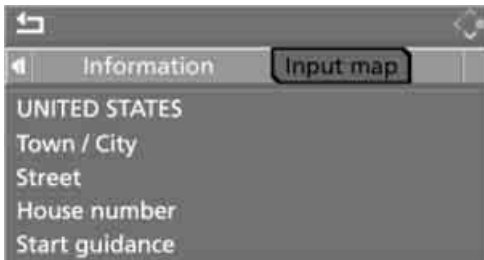 Information Input map
UNITED STATES
Town / City
Street
House number
Start guidance